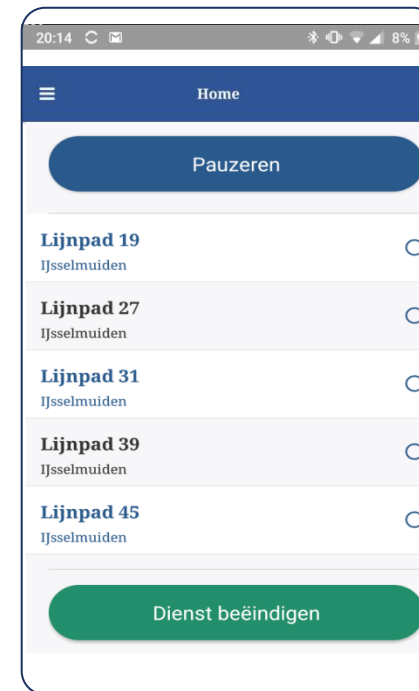 20:14 8%
Home
Pauzeren
Lijnpad 19
IJsselmuiden
Lijnpad 27
IJsselmuiden
Lijnpad 31
IJsselmuiden
Lijnpad 39
IJsselmuiden
Lijnpad 45
IJsselmuiden
Dienst beëindigen